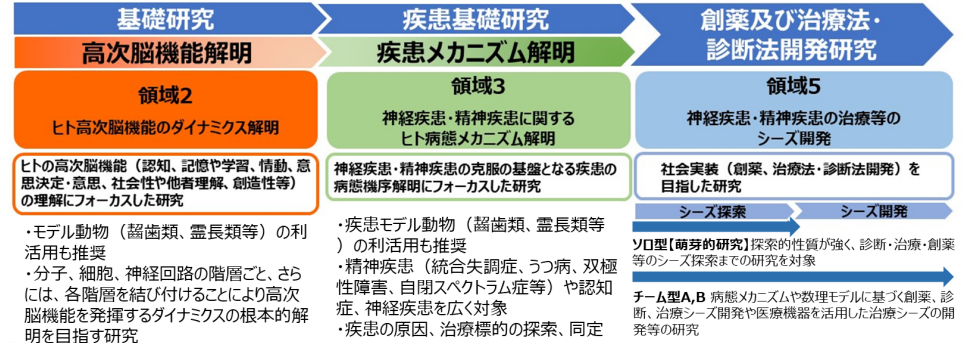 基礎研究
高次脳機能解明
領域2
ヒト高次脳機能のダイナミクス解明
ヒトの高次脳機能(認知、記憶や学習、情動、意
思決定・意思、社会性や他者理解、創造性等)
の理解にフォーカスした研究
・モデル動物(齧歯類、霊長類等)の利
活用も推奨
・分子、細胞、神経回路の階層ごと、さら
には、各階層を結び付けることにより高次
脳機能を発揮するダイナミクスの根本的解
明を目指す研究
疾患基礎研究
疾患メカニズム解明
領域3
神経疾患・精神疾患に関する
ヒト病態メカニズム解明
神経疾患・精神疾患の克服の基盤となる疾患の
病態機序解明にフォーカスした研究
・疾患モデル動物(齧歯類、霊長類等
)の利活用も推奨
・精神疾患(統合失調症、うつ病、双極
性障害、自閉スペクトラム症等)や認知
症、神経疾患を広く対象
・疾患の原因、治療標的の探索、同定
創薬及び治療法・
診断法開発研究
領域5
神経疾患・精神疾患の治療等の
シーズ開発
社会実装(創薬、治療法・診断法開発)を
目指した研究
シーズ探索
シーズ開発
ソロ型【萌芽的研究】探索的性質が強く、診断・治療・創薬
等のシーズ探索までの研究を対象
チーム型A,B 病態メカニズムや数理モデルに基づく創薬、診
断、治療シーズ開発や医療機器を活用した治療シーズの開
発等の研究